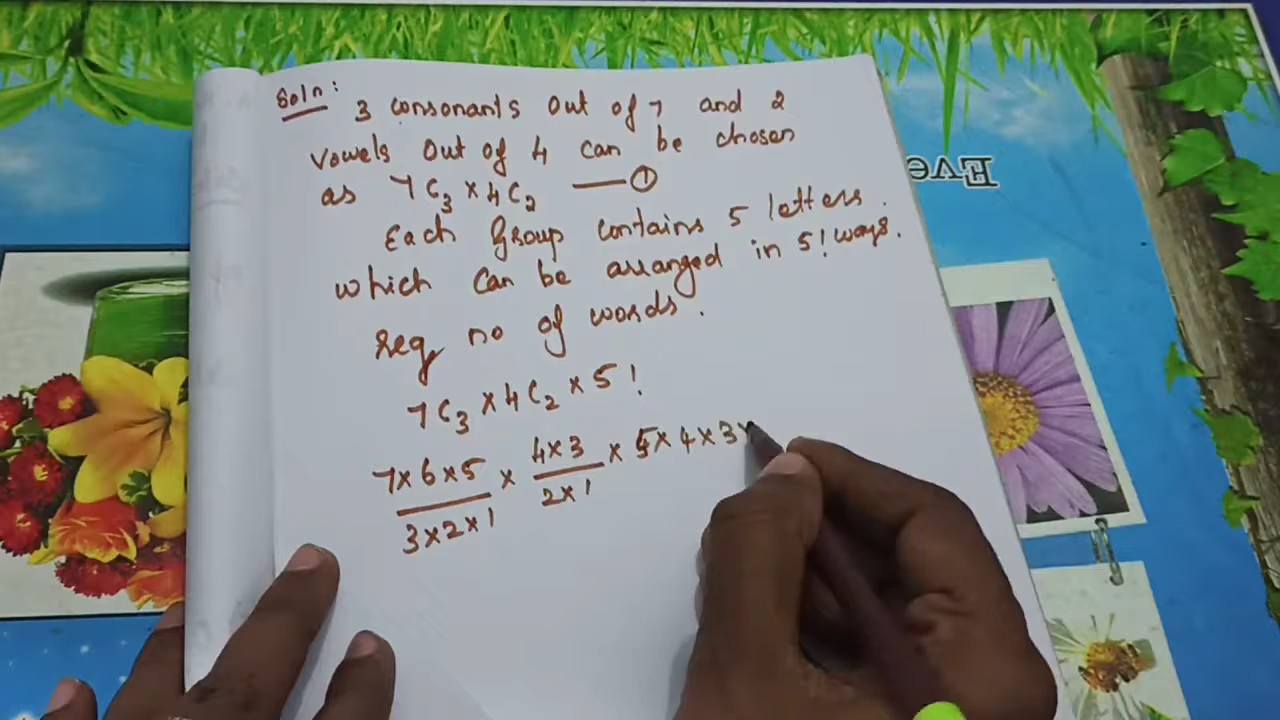 Soln:
3 consonants out of 7 and 2
vowels out of 4 can be chosen
as 7C₃ × 4C₂ —— ①
Each group contains 5 letters.
which can be arranged in 5! ways.
req no of words.
7C₃ × 4C₂ × 5!
7×6×5 / 3×2×1 × 4×3 / 2×1 × 5×4×3×